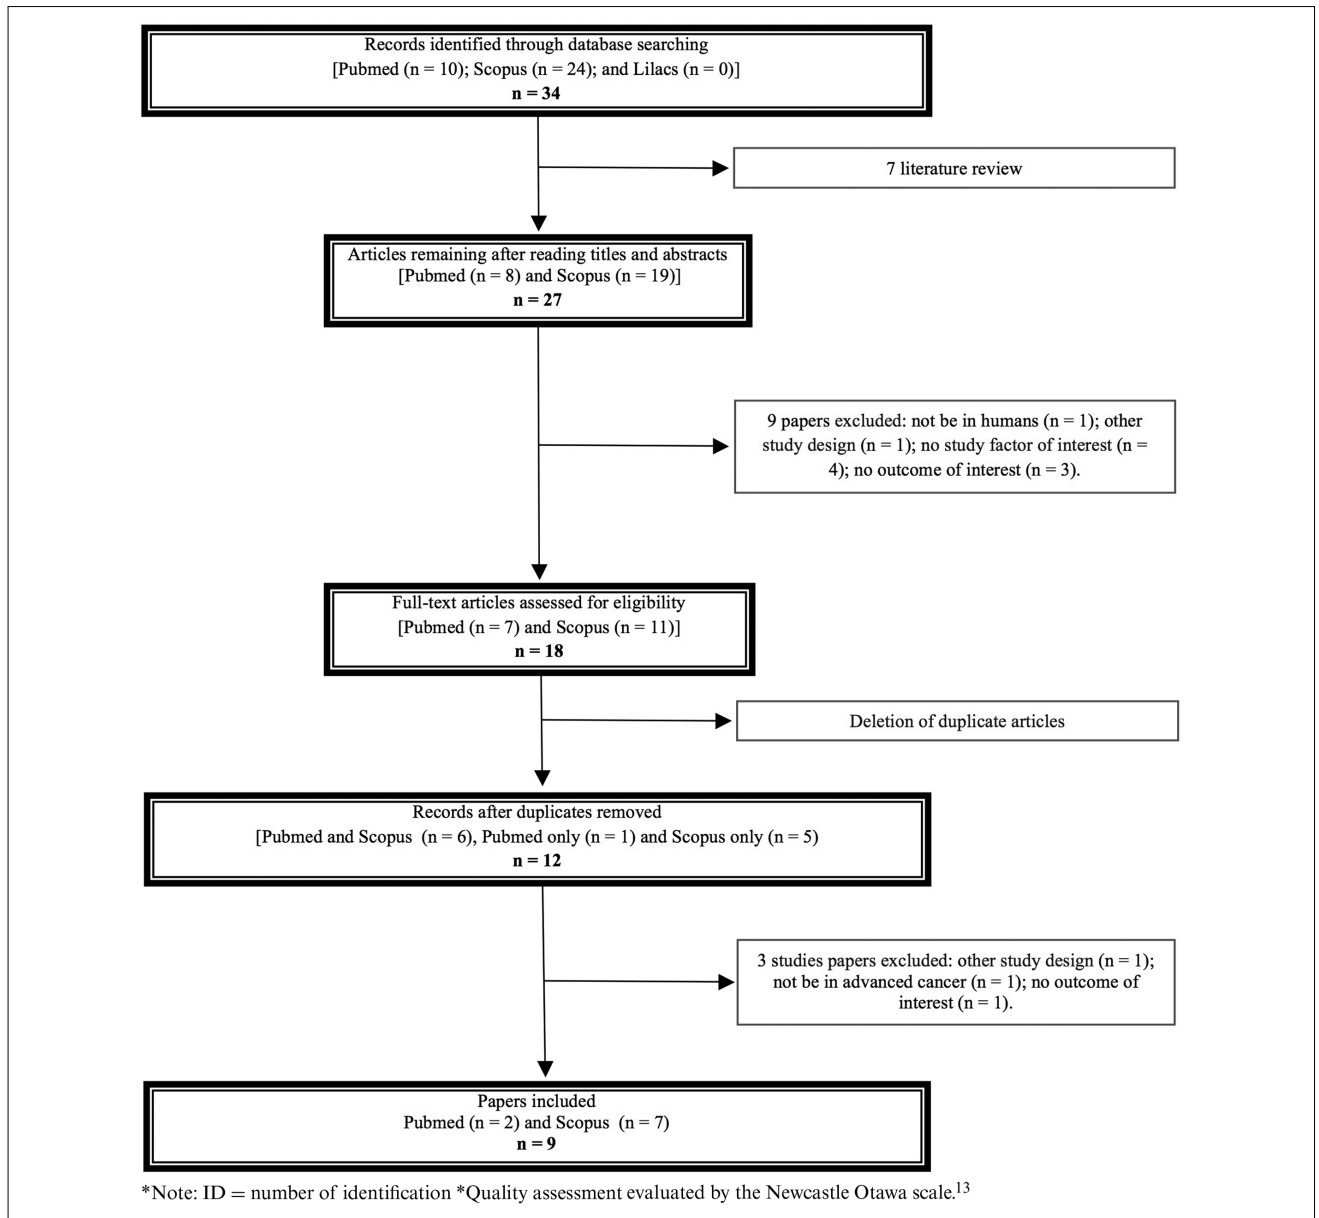 Records identified through database searching
[Pubmed (n = 10); Scopus (n = 24); and Lilacs (n = 0)]
n = 34
7 literature review
Articles remaining after reading titles and abstracts
[Pubmed (n = 8) and Scopus (n = 19)]
n = 27
9 papers excluded: not be in humans (n = 1); other
study design (n = 1); no study factor of interest (n =
4); no outcome of interest (n = 3).
Full-text articles assessed for eligibility
[Pubmed (n = 7) and Scopus (n = 11)]
n = 18
Deletion of duplicate articles
Records after duplicates removed
[Pubmed and Scopus (n = 6), Pubmed only (n = 1) and Scopus only (n = 5)
n = 12
3 studies papers excluded: other study design (n = 1);
not be in advanced cancer (n = 1); no outcome of
interest (n = 1).
Papers included
Pubmed (n = 2) and Scopus (n = 7)
n = 9
*Note: ID = number of identification *Quality assessment evaluated by the Newcastle Otawa scale.13